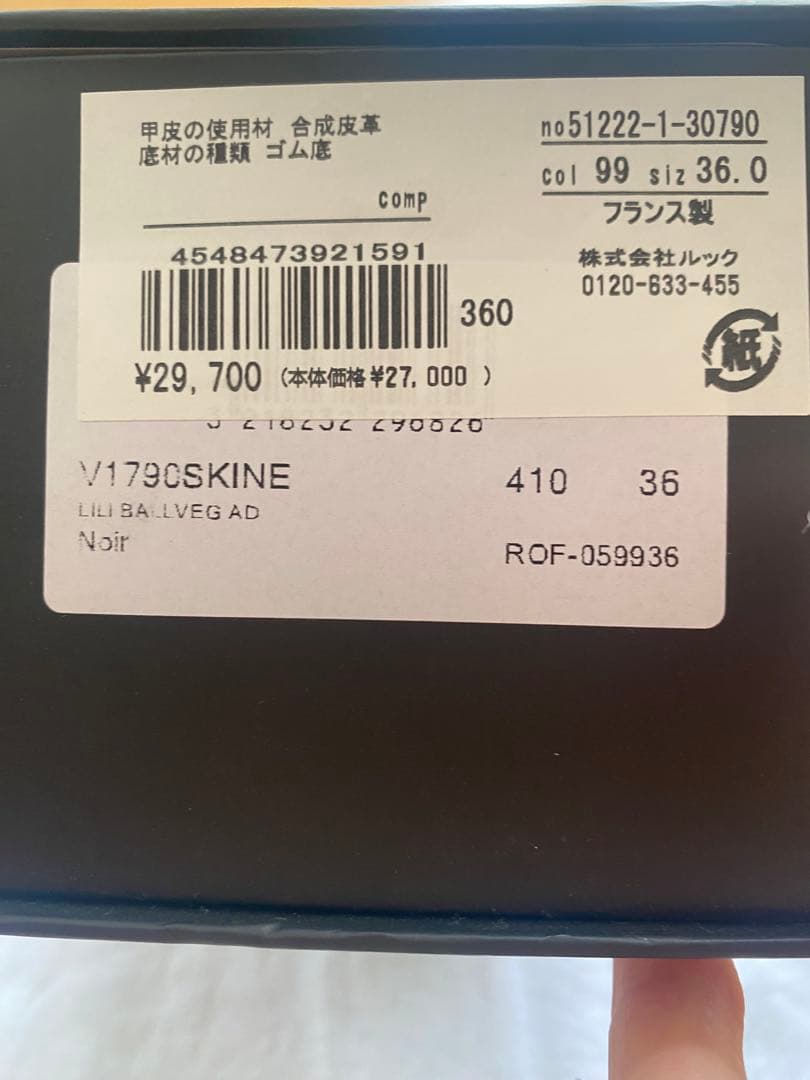 甲皮の使用材 合成皮革
底材の種類 ゴム底
comp
4548473921591
360
¥29,700 (本体価格¥27,000 )
no51222-1-30790
col 99 siz 36.0
フランス製
株式会社ルック
0120-633-455
紙
V1790SKINE 410 36
LILI BALLVEG AD
Noir
ROF-059936